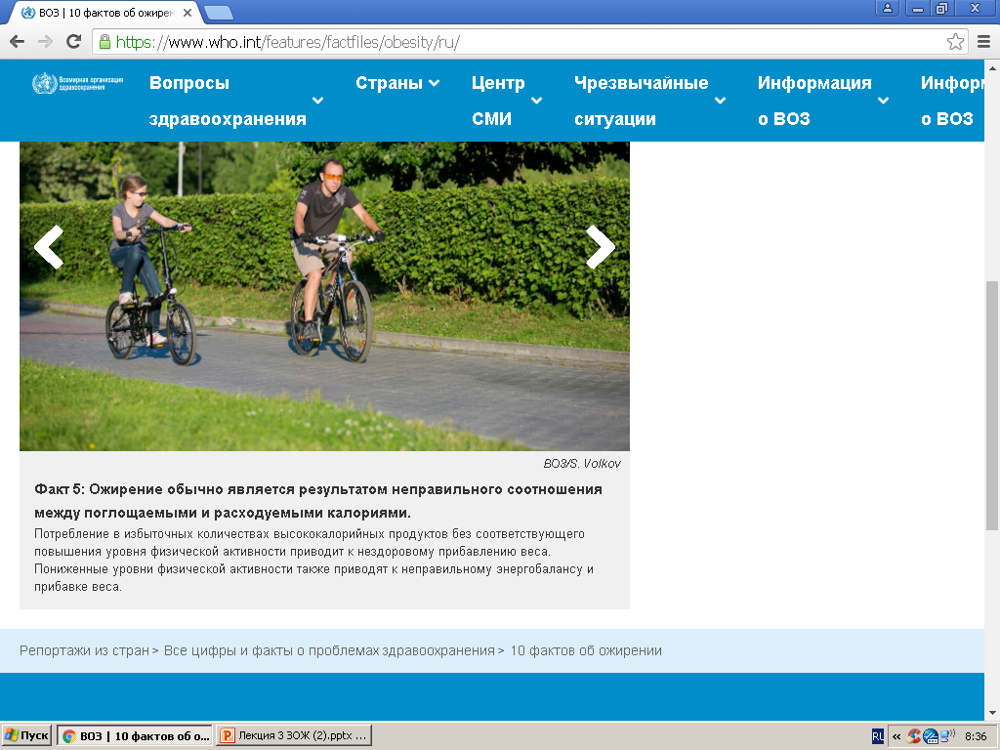 ВОЗ | 10 фактов об ожирен
https://www.who.int/features/factfiles/obesity/ru/
Всемирная организация
здравоохранения
Вопросы
здравоохранения
Страны
Центр
СМИ
Чрезвычайные
ситуации
Информация
о ВОЗ
Информ
о ВОЗ
ВОЗ/S. Volkov
Факт 5: Ожирение обычно является результатом неправильного соотношения
между поглощаемыми и расходуемыми калориями.
Потребление в избыточных количествах высококалорийных продуктов без соответствующего
повышения уровня физической активности приводит к нездоровому прибавлению веса.
Пониженные уровни физической активности также приводят к неправильному энергобалансу и
прибавке веса.
Репортажи из стран > Все цифры и факты о проблемах здравоохранения > 10 фактов об ожирении
Пуск
ВОЗ | 10 фактов об о...
Лекция 3 ЗОЖ (2).pptx ...
RU
«
8:36